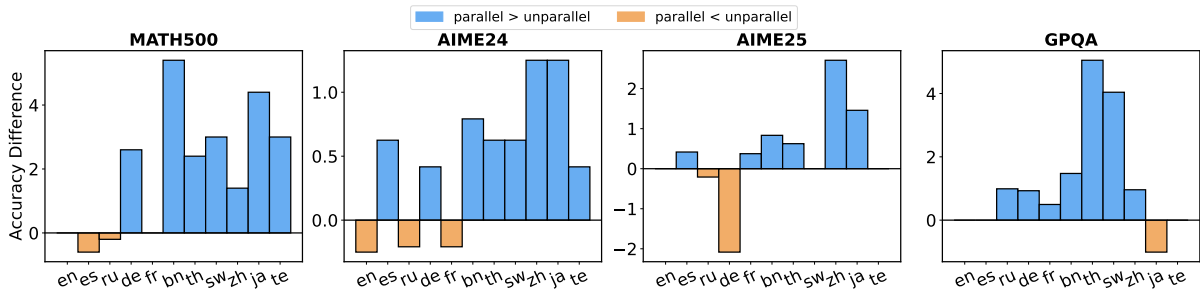 parallel > unparallel parallel < unparallel
MATH500 AIME24 AIME25 GPQA
Accuracy Difference
4
2
0
en es ru de fr bn th sw zh ja te
1.0
0.5
0.0
en es ru de fr bn th sw zh ja te
2
1
0
−1
−2
en es ru de fr bn th sw zh ja te
4
2
0
en es ru de fr bn th sw zh ja te